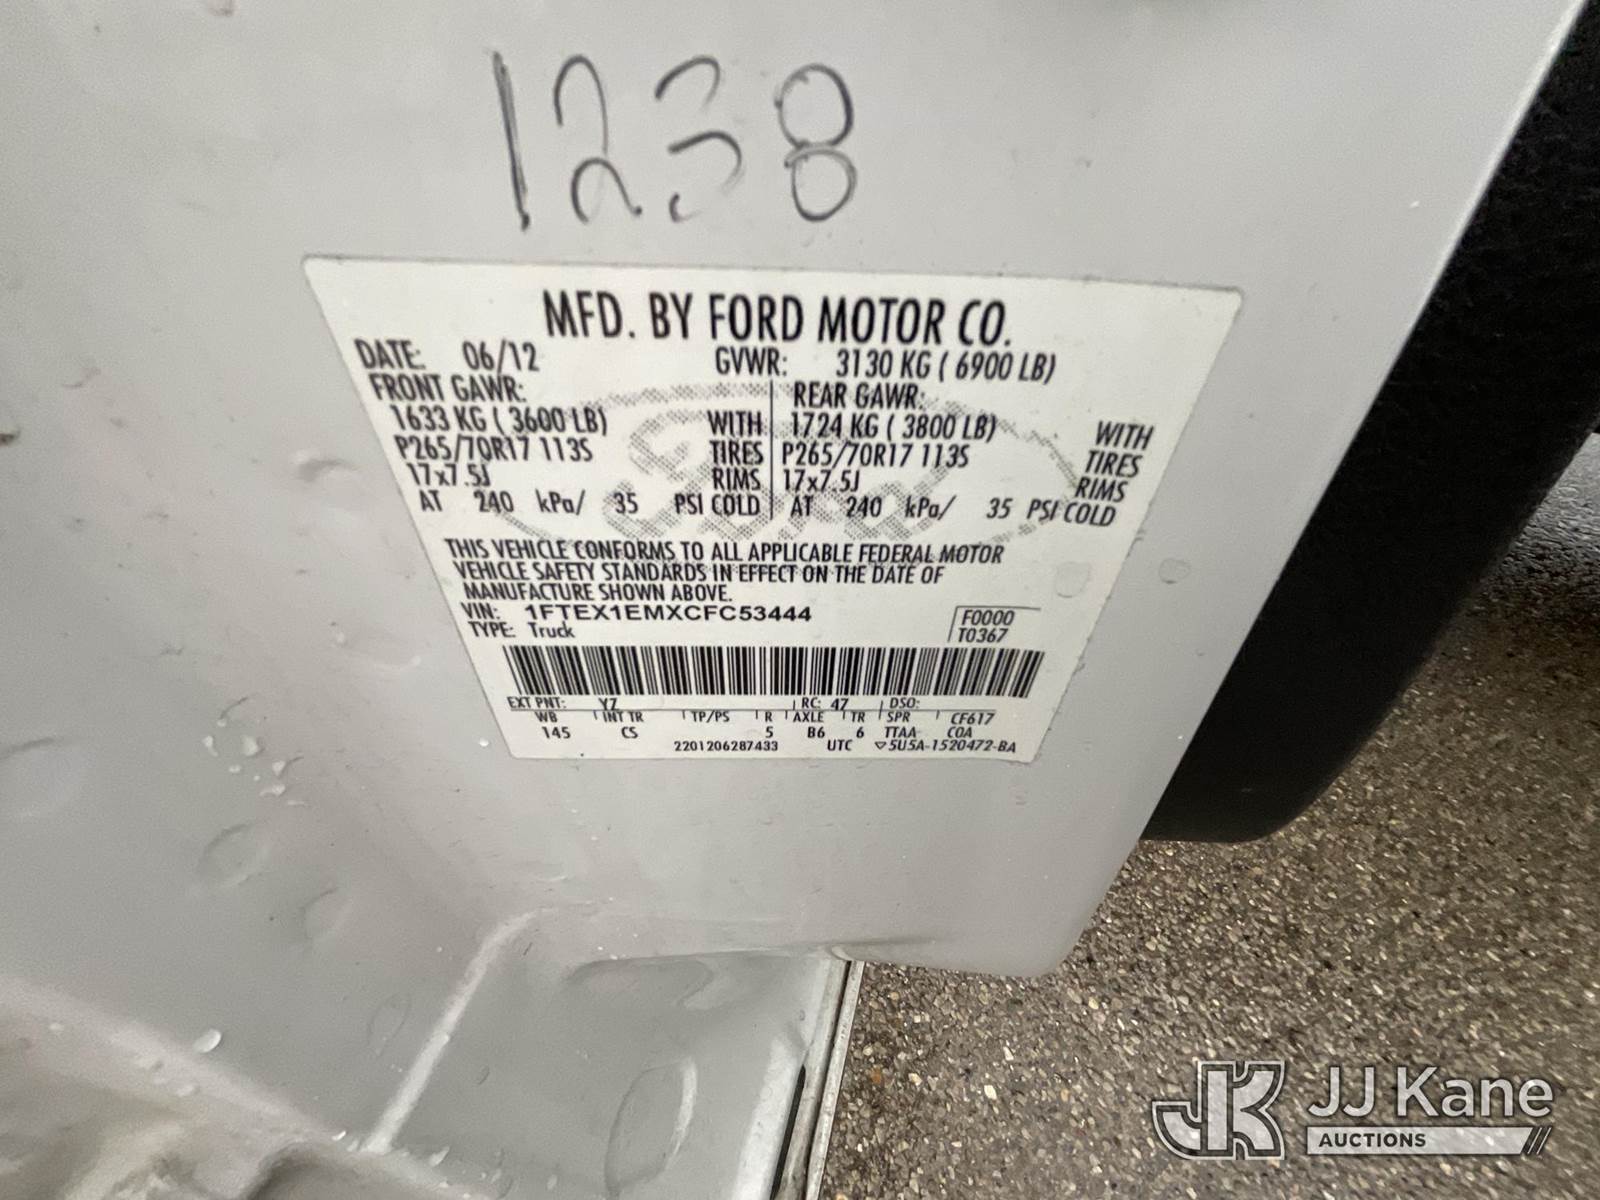 1238
MFD. BY FORD MOTOR CO.
DATE: 06/12 GVWR: 3130 KG ( 6900 LB)
FRONT GAWR: REAR GAWR:
1633 KG ( 3600 LB) WITH 1724 KG ( 3800 LB) WITH
P265/70R17 113S TIRES P265/70R17 113S TIRES
17x7.5J RIMS 17x7.5J RIMS
AT 240 kPa/ 35 PSI COLD AT 240 kPa/ 35 PSI COLD
Ford
THIS VEHICLE CONFORMS TO ALL APPLICABLE FEDERAL MOTOR
VEHICLE SAFETY STANDARDS IN EFFECT ON THE DATE OF
MANUFACTURE SHOWN ABOVE.
VIN: 1FTEX1EMXCFC53444 F0000
TYPE: Truck T0367
EXT PNT: YZ RC: 47 DSO:
WB INT TR TP/PS R AXLE TR SPR CF617
145 CS 5 B6 6 TTAA COA
2201206287433 UTC ▽5U5A-1520472-BA
JK JJ Kane
AUCTIONS